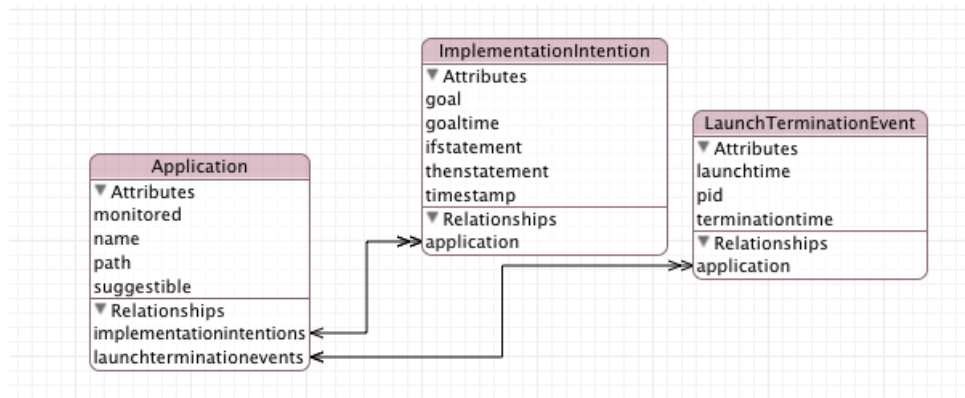 ImplementationIntention
Attributes
goal
goaltime
ifstatement
thenstatement
timestamp
Relationships
application
LaunchTerminationEvent
Attributes
launchtime
pid
terminationtime
Relationships
application
Application
Attributes
monitored
name
path
suggestible
Relationships
implementationintentions
launchterminationevents